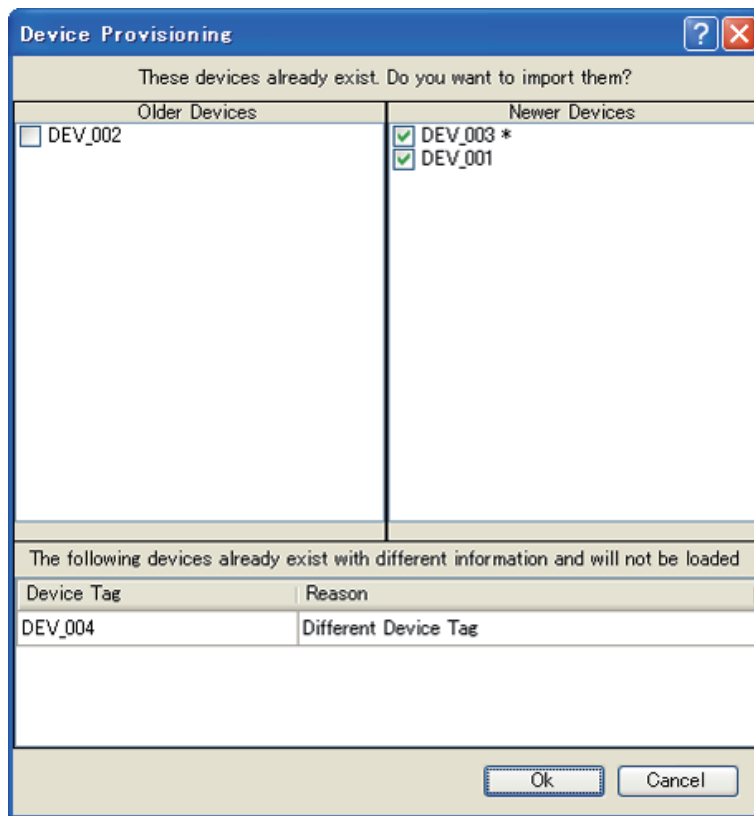 Device Provisioning
These devices already exist. Do you want to import them?
Older Devices
DEV_002
Newer Devices
DEV_003 *
DEV_001
The following devices already exist with different information and will not be loaded
Device Tag Reason
DEV_004 Different Device Tag
Ok Cancel